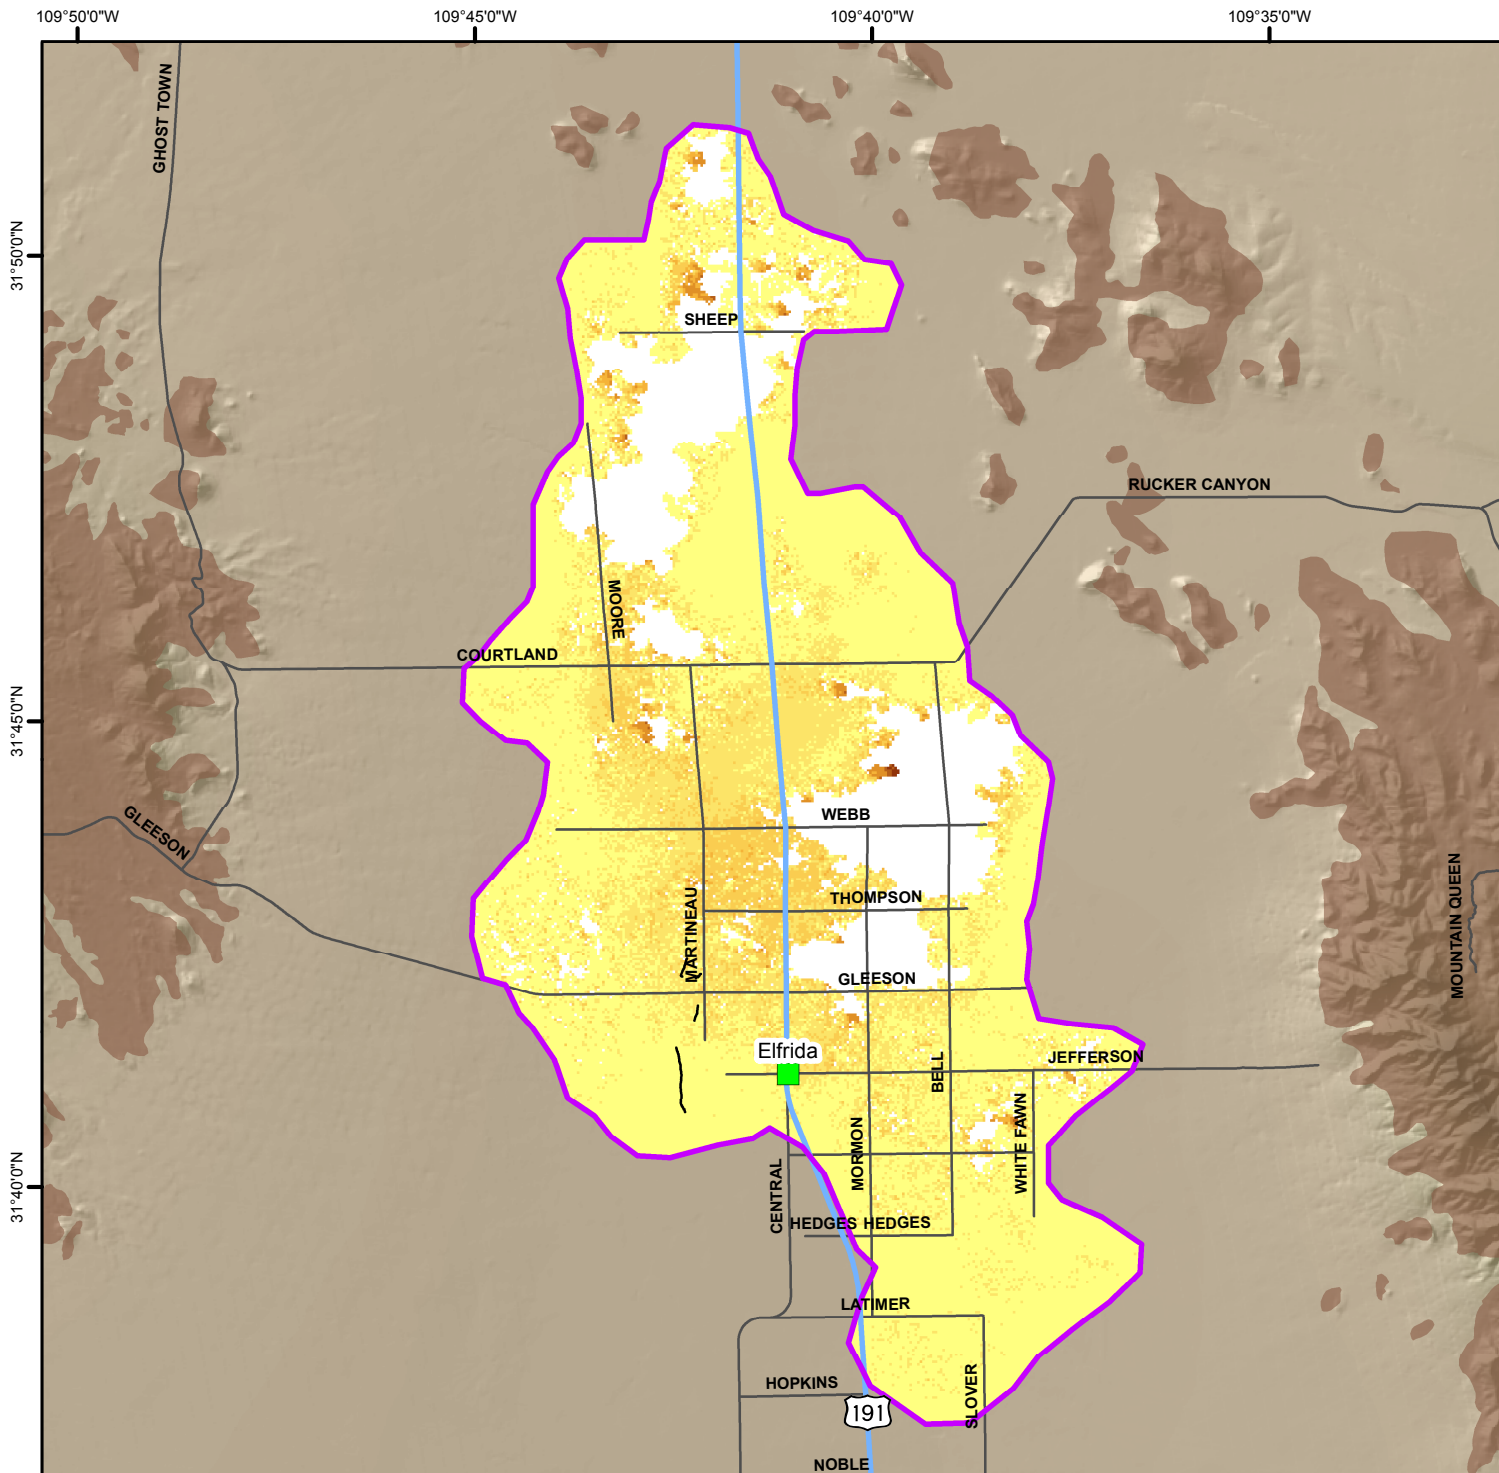 109°50'0"W
109°45'0"W
109°40'0"W
109°35'0"W
GHOST TOWN
31°50'0"N
SHEEP
RUCKER CANYON
MOORE
COURTLAND
31°45'0"N
GLEESON
WEBB
MOUNTAIN QUEEN
MARTINEAU
THOMPSON
GLEESON
Elfrida
BELL
JEFFERSON
WHITE FAWN
MORMON
31°40'0"N
CENTRAL
HEDGES HEDGES
LATIMER
HOPKINS
SLOVER
191
NOBLE